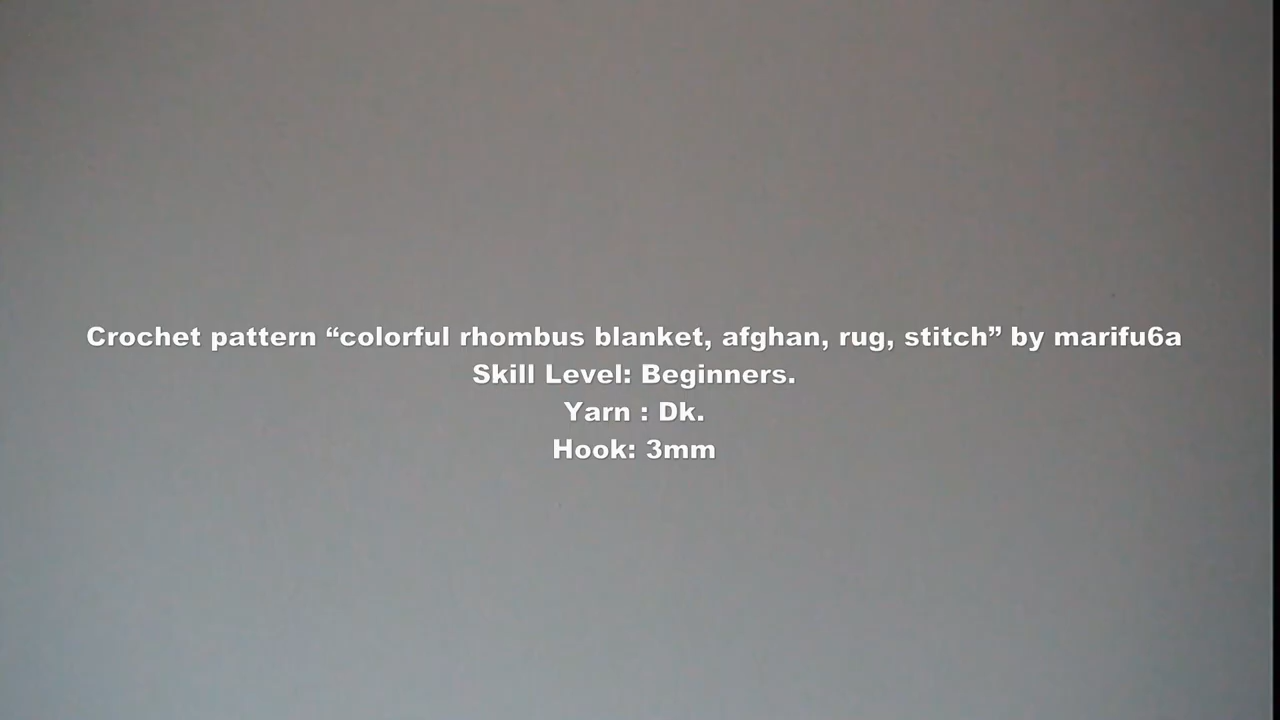 Crochet pattern “colorful rhombus blanket, afghan, rug, stitch” by marifu6a
Skill Level: Beginners.
Yarn : Dk.
Hook: 3mm